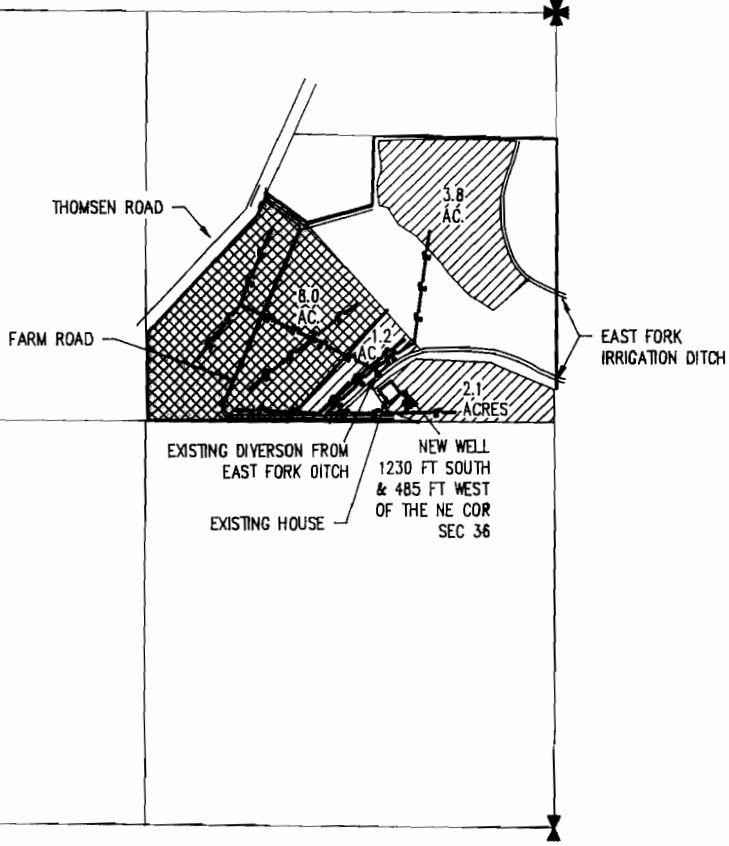 THOMSEN ROAD
3.8
AC.
8.0
AC.
FARM ROAD
1.2
AC.
EAST FORK
IRRIGATION DITCH
2.1
ACRES
EXISTING DIVERSON FROM
EAST FORK DITCH
NEW WELL
1230 FT SOUTH
& 485 FT WEST
OF THE NE COR
SEC 36
EXISTING HOUSE